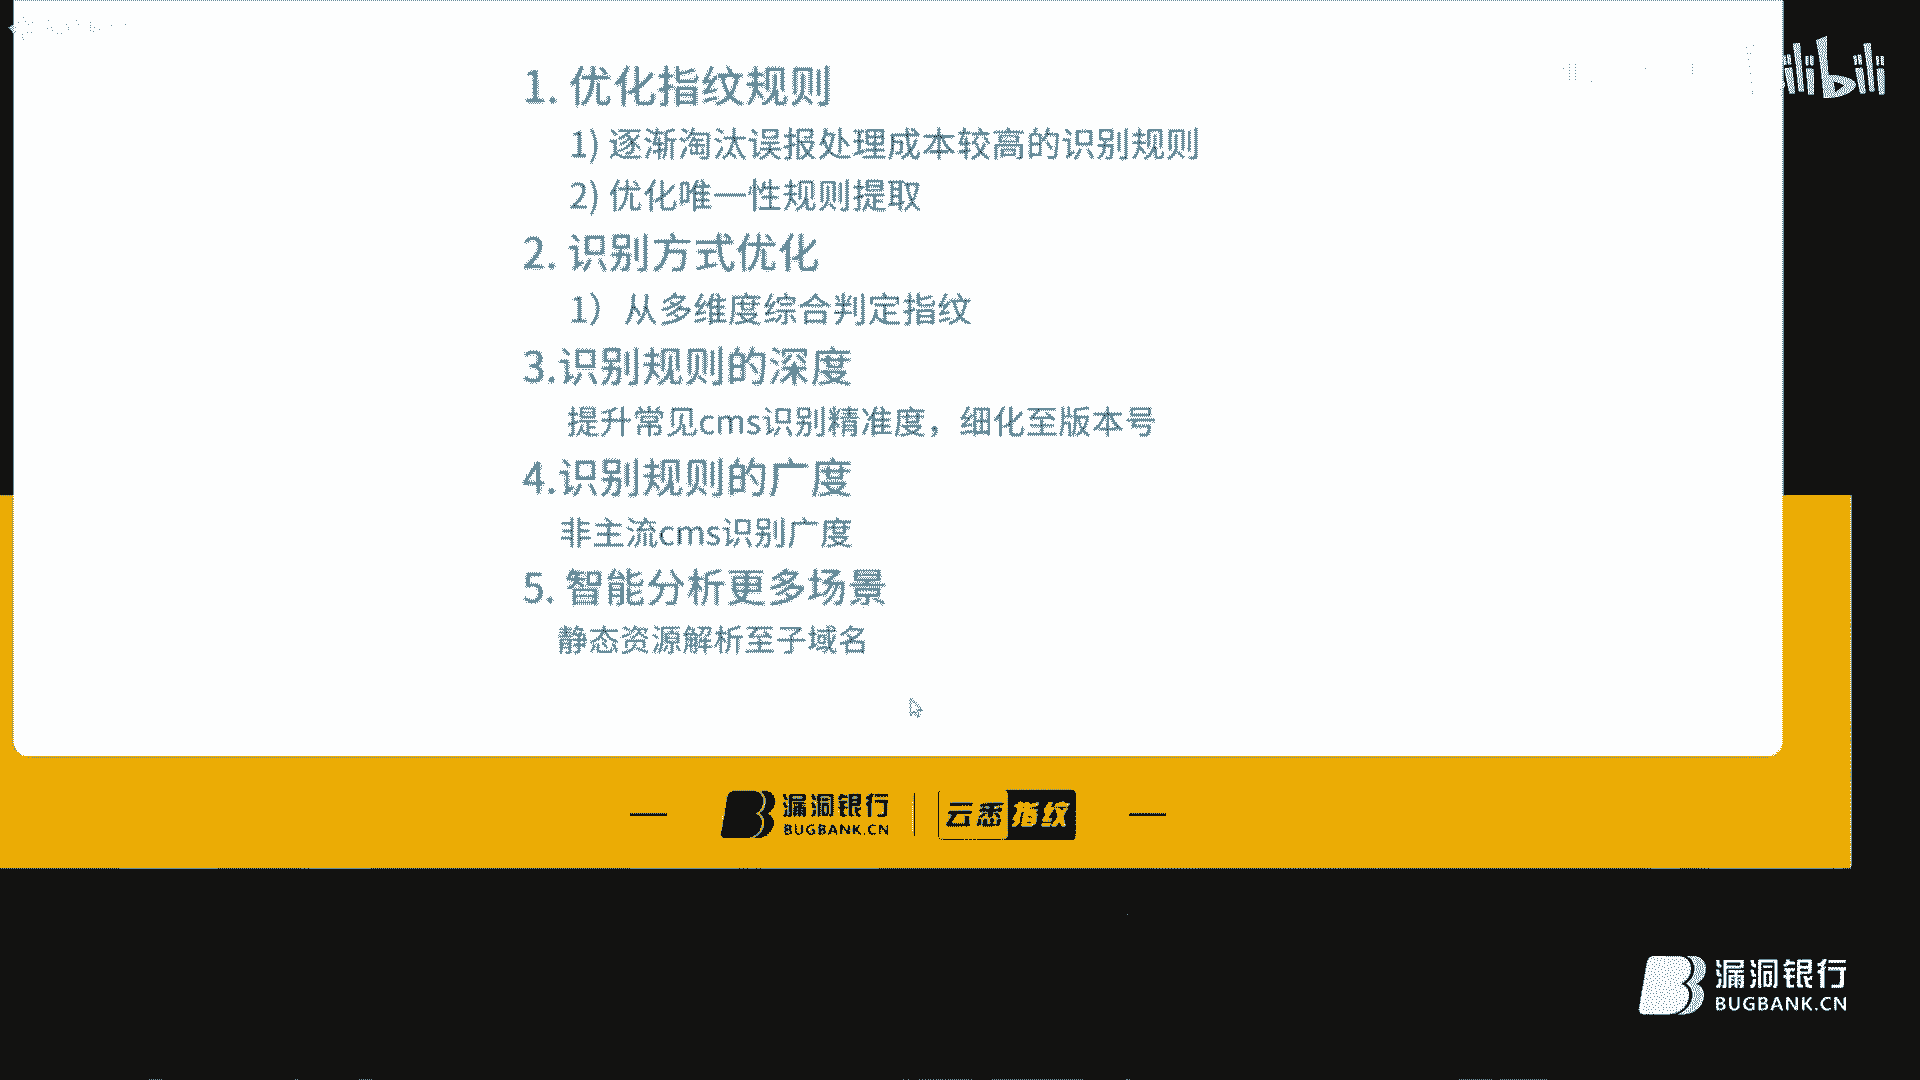 bilibili
1. 优化指纹规则
1) 逐渐淘汰误报处理成本较高的识别规则
2) 优化唯一性规则提取
2. 识别方式优化
1）从多维度综合判定指纹
3.识别规则的深度
提升常见cms识别精准度，细化至版本号
4.识别规则的广度
非主流cms识别广度
5. 智能分析更多场景
静态资源解析至子域名
漏洞银行
BUGBANK.CN
云悉指纹
漏洞银行
BUGBANK.CN